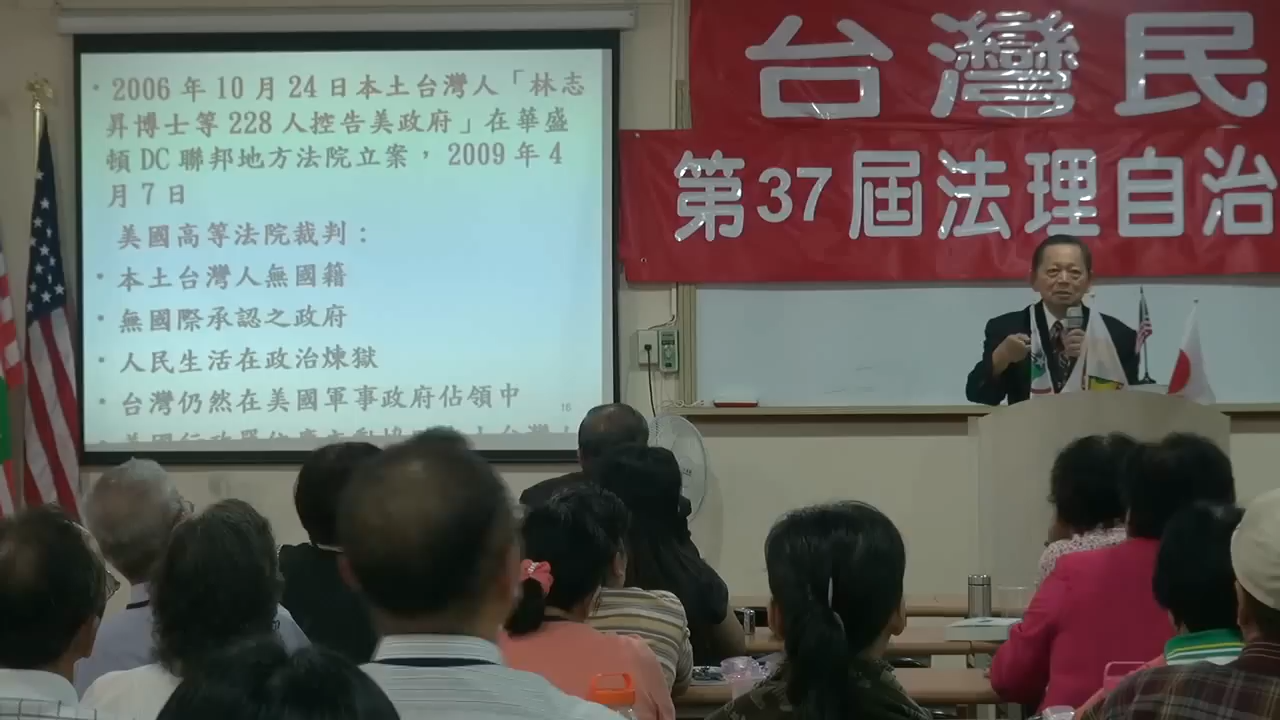 • 2006 年 10 月 24 日本土台灣人「林志
昇博士等 228 人控告美政府」在華盛
頓 DC 聯邦地方法院立案， 2009 年 4
月 7 日
美國高等法院裁判：
• 本土台灣人無國籍
• 無國際承認之政府
• 人民生活在政治煉獄
• 台灣仍然在美國軍事政府佔領中
16
台灣民
第37屆法理自治